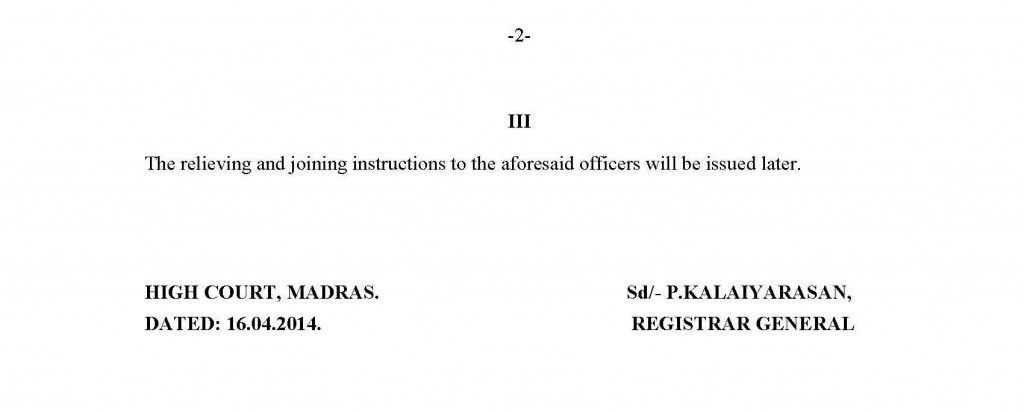 -2-
III
The relieving and joining instructions to the aforesaid officers will be issued later.
HIGH COURT, MADRAS. Sd/- P.KALAIYARASAN,
DATED: 16.04.2014. REGISTRAR GENERAL